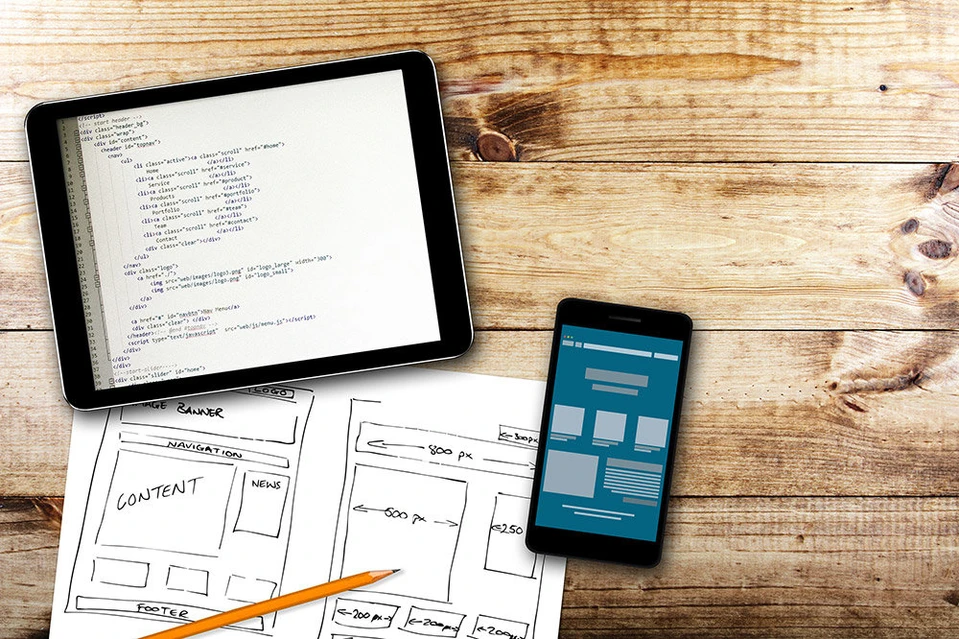 </script>
<!-- start header -->
<div class="header_bg">
<div class="wrap">
<div id="content">
<header id="topnav">
<nav>
<ul>
<li class="active"><a class="scroll" href="#home">
Home </a></li>
<li><a class="scroll" href="#service">
Service </a></li>
<li><a class="scroll" href="#product">
Products </a></li>
<li><a class="scroll" href="#portfolio">
Portfolio </a></li>
<li><a class="scroll" href="#team">
Team </a></li>
<li><a class="scroll" href="#contact">
Contact </a></li>
<div class="clear"></div>
</ul>
</nav>
<div class="logo">
<a href="./">
<img src="web/images/logo3.png" id="logo_large" width="300">
<img src="web/images/logo.png" id="logo_small">
</a>
</div>
<a href="#" id="navbtn">Nav Menu</a>
<div class="clear"> </div>
</header><!-- @end #topnav -->
<script type="text/javascript" src="web/js/menu.js"></script>
</div>
</div>
</div>
<!--start-slider---->
<div class="slider" id="home">
LOGO
BANNER
NAVIGATION
CONTENT
NEWS
FOOTER
800 px
500 px
250
200 px
200 px
200